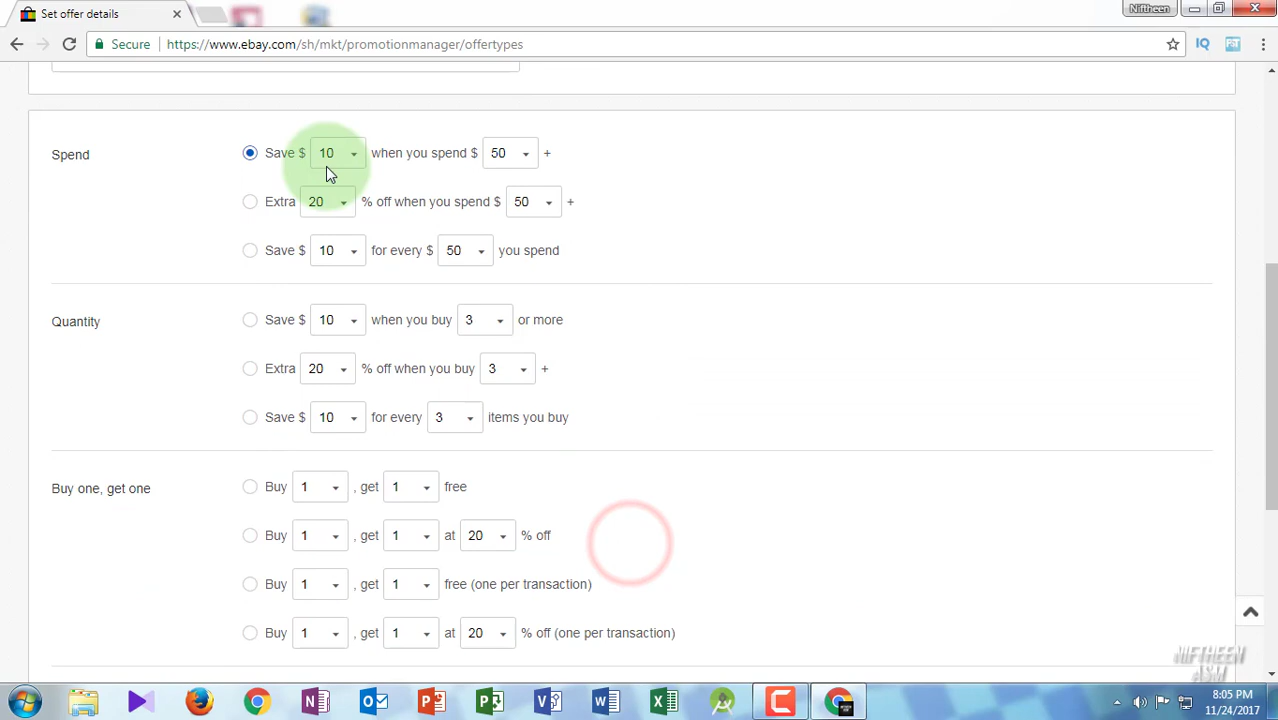 Set offer details
Niftheen
Secure https://www.ebay.com/sh/mkt/promotionmanager/offertypes
Spend
Save $ 10 when you spend $ 50 +
Extra 20 % off when you spend $ 50 +
Save $ 10 for every $ 50 you spend
Quantity
Save $ 10 when you buy 3 or more
Extra 20 % off when you buy 3 +
Save $ 10 for every 3 items you buy
Buy one, get one
Buy 1 , get 1 free
Buy 1 , get 1 at 20 % off
Buy 1 , get 1 free (one per transaction)
Buy 1 , get 1 at 20 % off (one per transaction)
NIFTHEEN
ASM
8:05 PM
11/24/2017